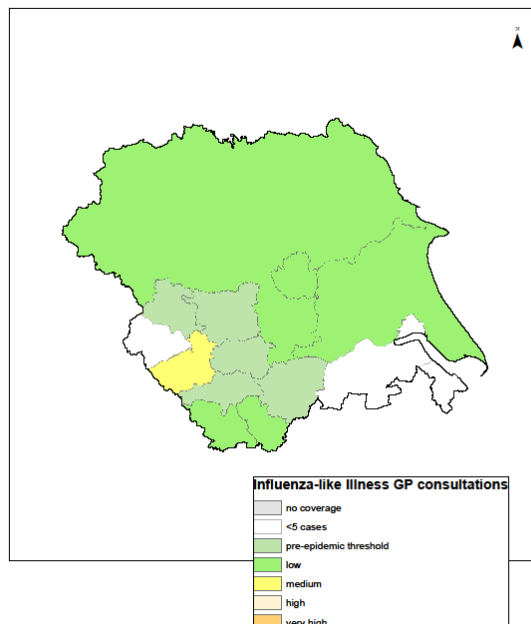 Influenza-like Illness GP consultations
no coverage
<5 cases
pre-epidemic threshold
low
medium
high
very high